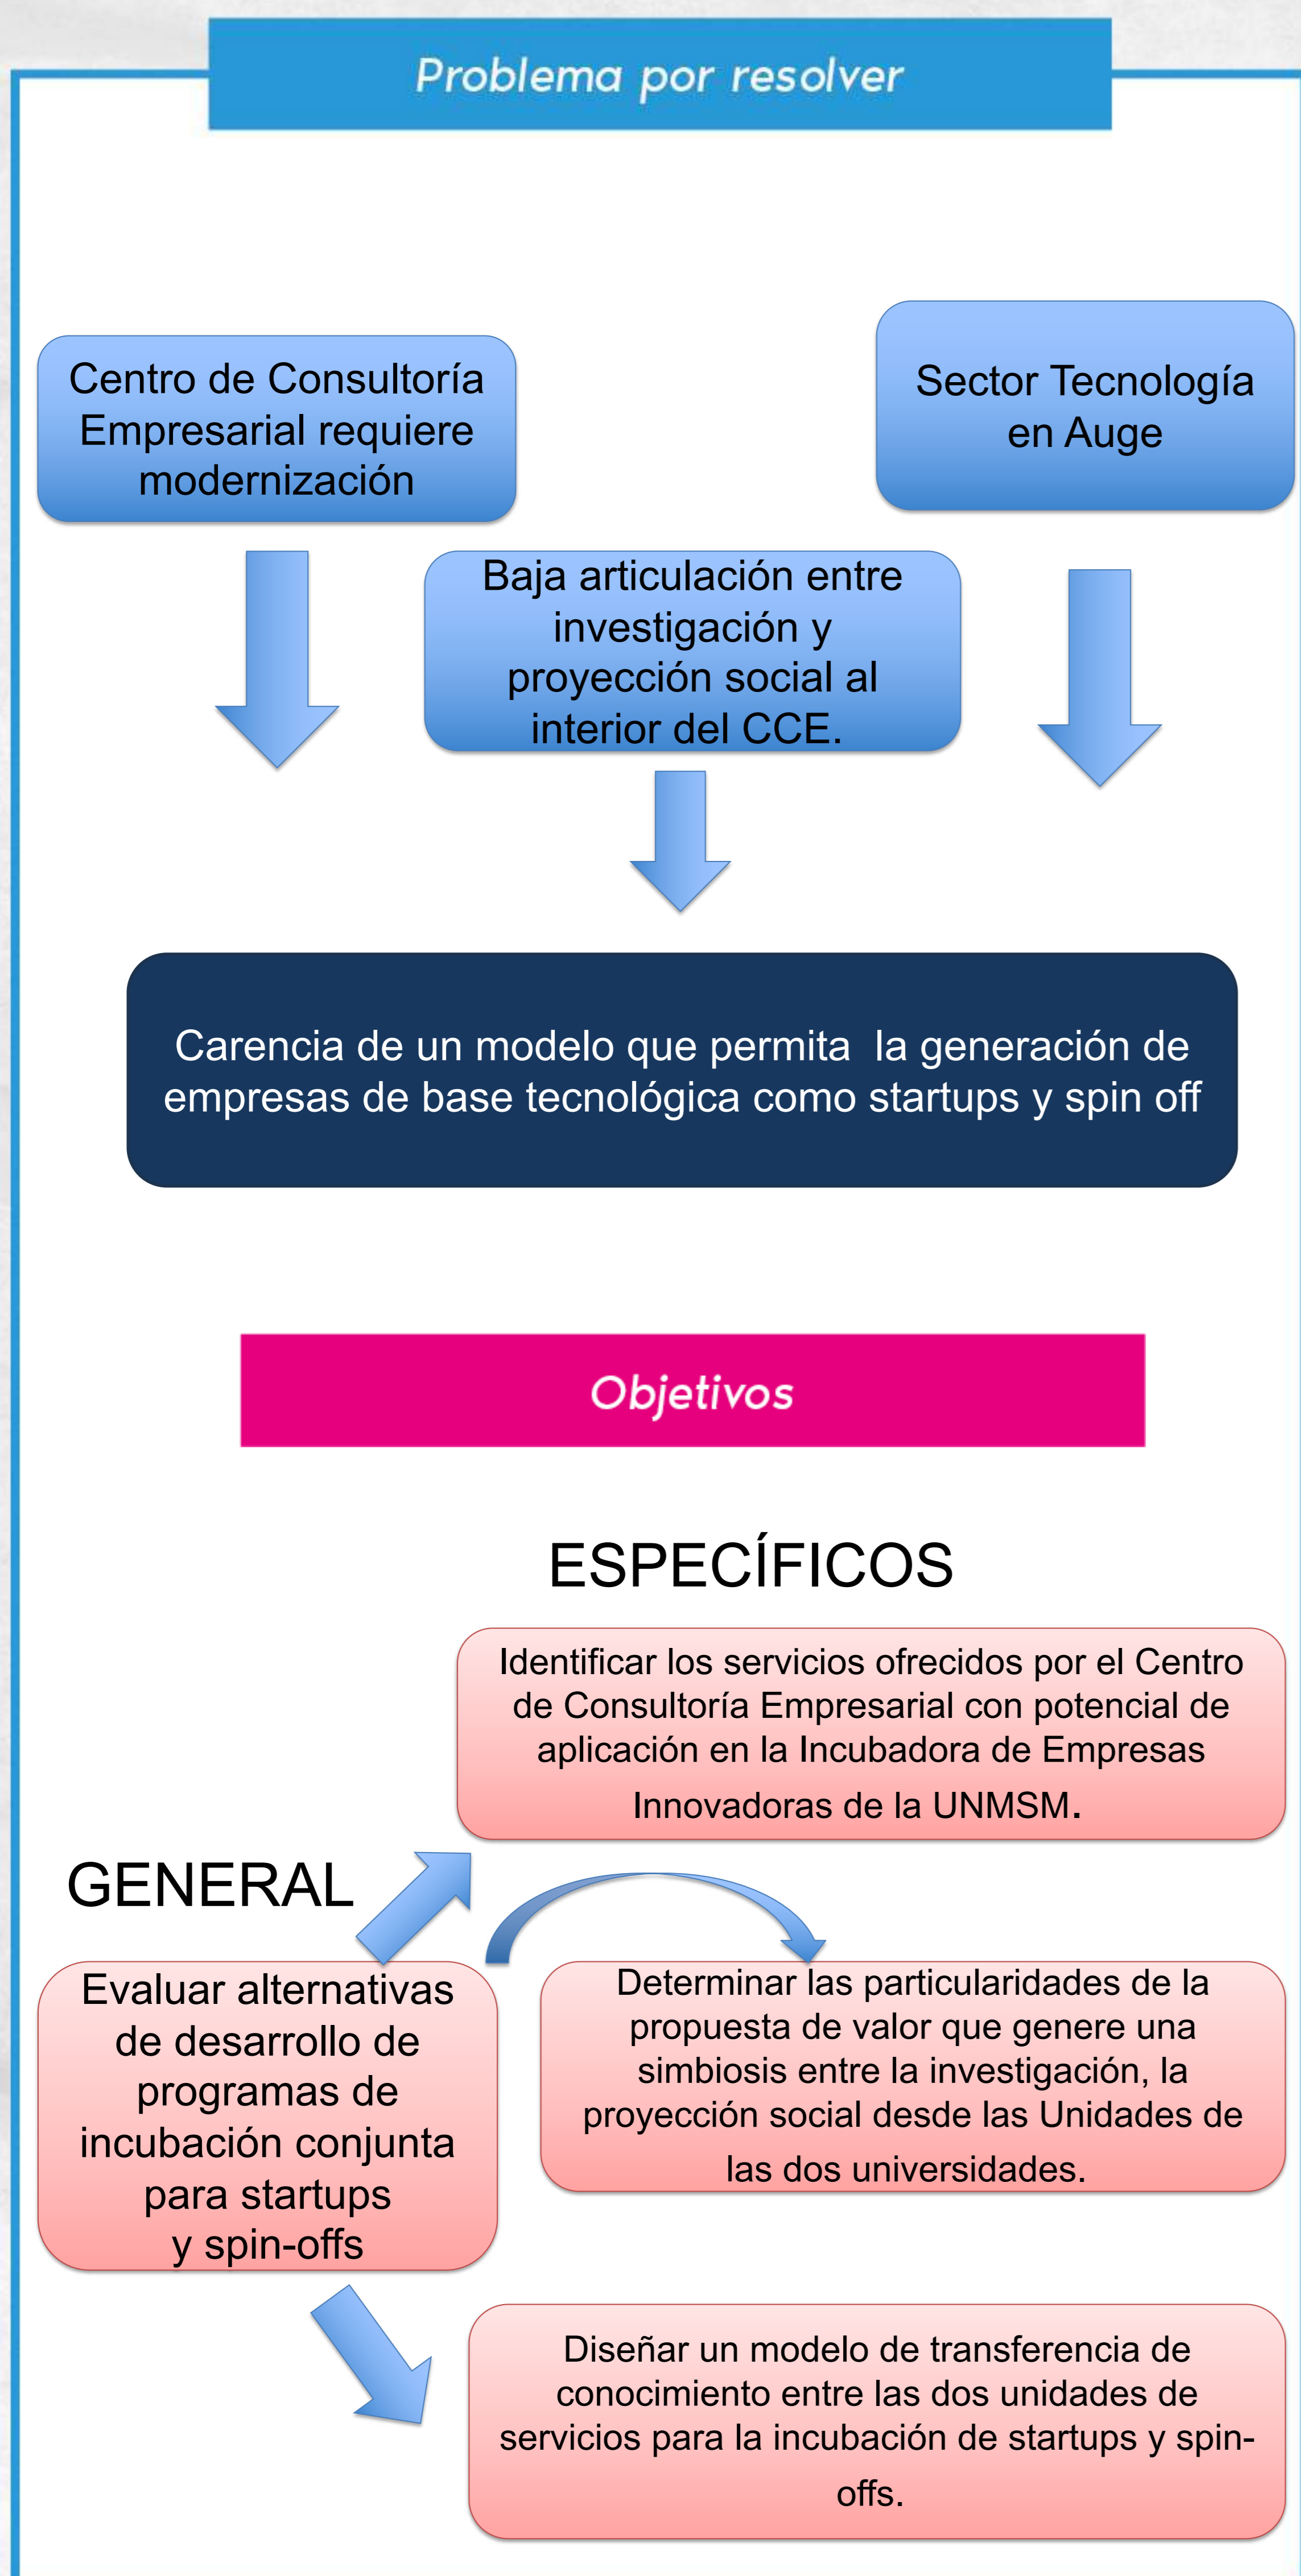 Problema por resolver
Centro de Consultoría
Empresarial requiere
modernización
Sector Tecnología
en Auge
Baja articulación entre
investigación y
proyección social al
interior del CCE.
Carencia de un modelo que permita  la generación de
empresas de base tecnológica como startups y spin off
Objetivos
ESPECÍFICOS
Identificar los servicios ofrecidos por el Centro
de Consultoría Empresarial con potencial de
aplicación en la Incubadora de Empresas
Innovadoras de la UNMSM.
GENERAL
Evaluar alternativas
de desarrollo de
programas de
incubación conjunta
para startups
y spin-offs
Determinar las particularidades de la
propuesta de valor que genere una
simbiosis entre la investigación, la
proyección social desde las Unidades de
las dos universidades.
Diseñar un modelo de transferencia de
conocimiento entre las dos unidades de
servicios para la incubación de startups y spin-
offs.